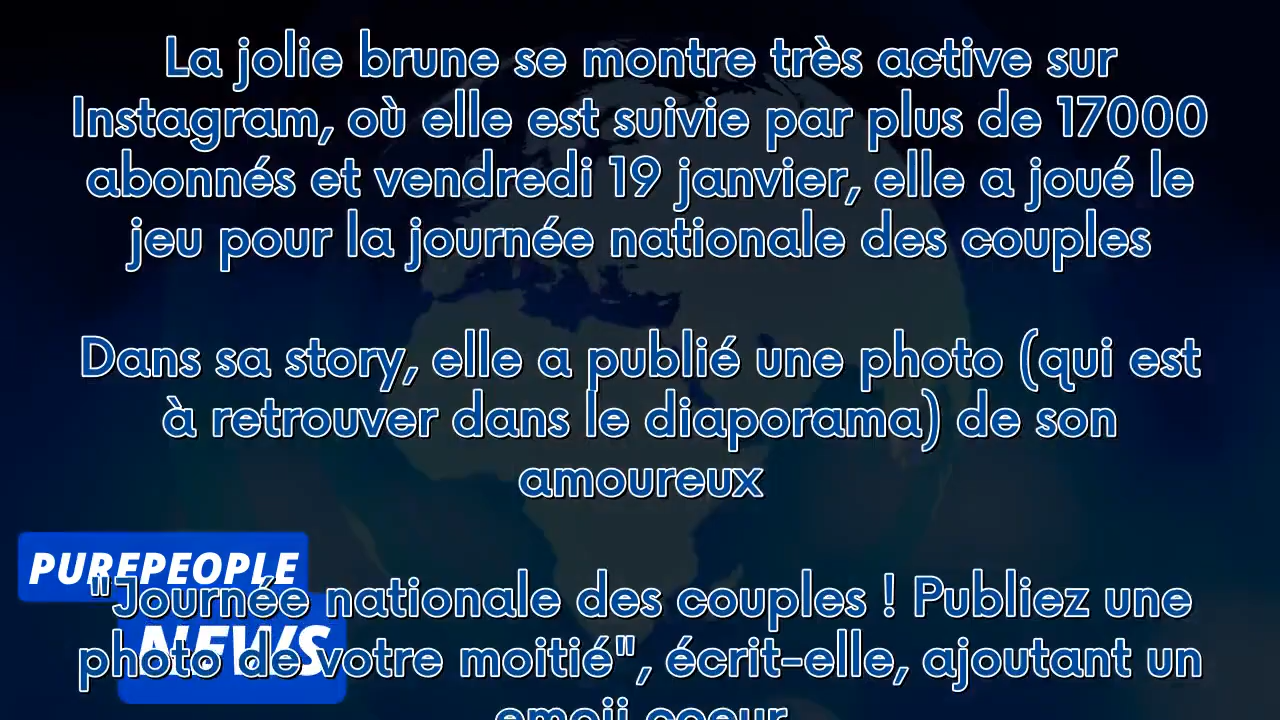 La jolie brune se montre très active sur
Instagram, où elle est suivie par plus de 17000
abonnés et vendredi 19 janvier, elle a joué le
jeu pour la journée nationale des couples
Dans sa story, elle a publié une photo (qui est
à retrouver dans le diaporama) de son
amoureux
PUREPEOPLE
"Journée nationale des couples ! Publiez une
NEWS
photo de votre moitié", écrit-elle, ajoutant un
emoji coeur